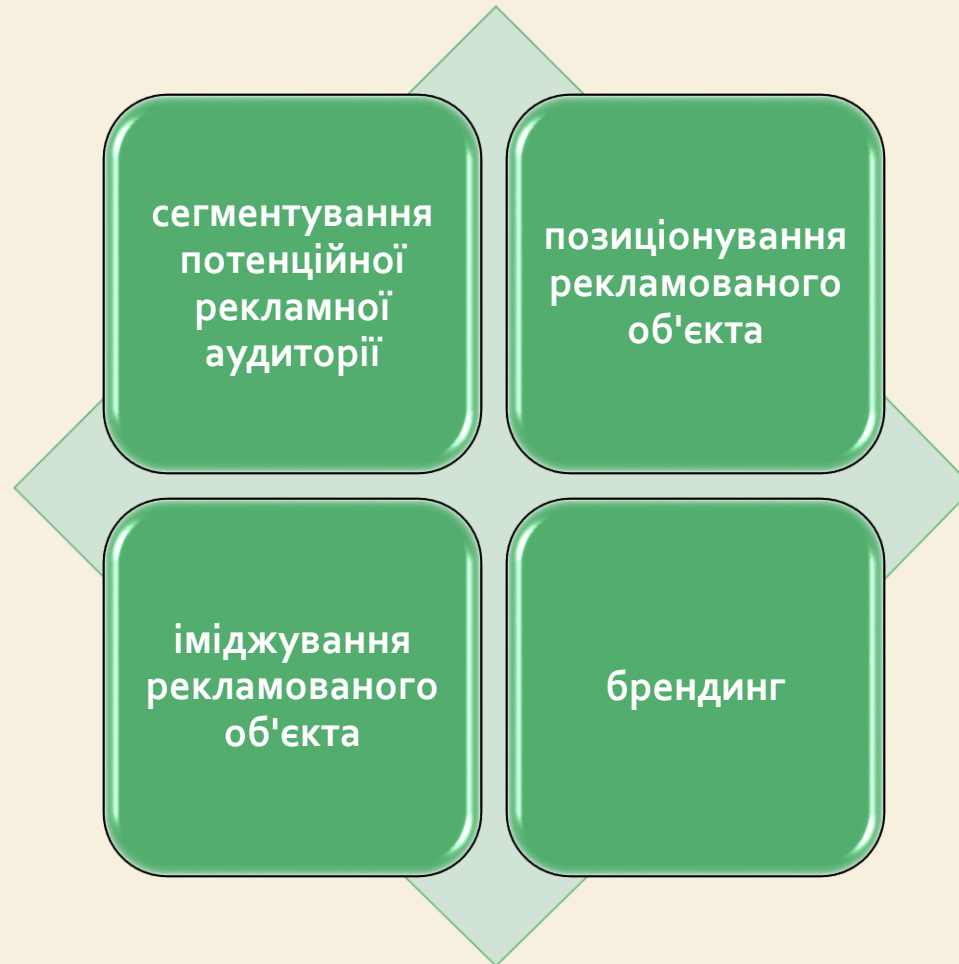 сегментування
потенційної
рекламної
аудиторії
позиціонування
рекламованого
об'єкта
іміджування
рекламованого
об'єкта
брендинг